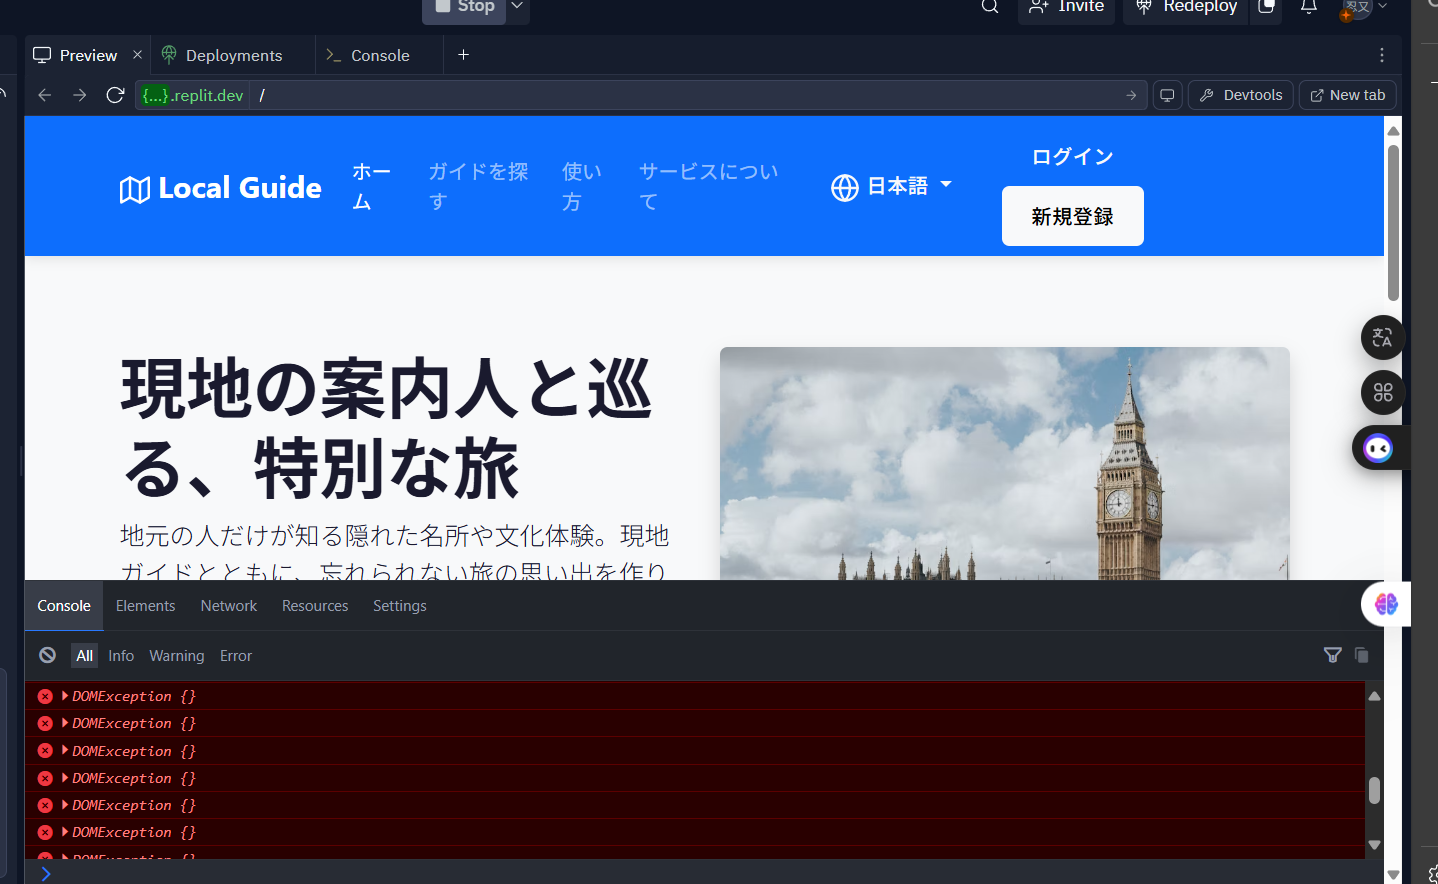 Stop
Invite
Redeploy
Preview
Deployments
Console
{...}.replit.dev
/
Devtools
New tab
Local Guide
ホー
ム
ガイドを探
す
使い
方
サービスについ
て
日本語
ログイン
新規登録
現地の案内人と巡
る、特別な旅
地元の人だけが知る隠れた名所や文化体験。現地
ガイドとともに、忘れられない旅の思い出を作り
Console
Elements
Network
Resources
Settings
All
Info
Warning
Error
DOMException {}
DOMException {}
DOMException {}
DOMException {}
DOMException {}
DOMException {}
DOMException {}